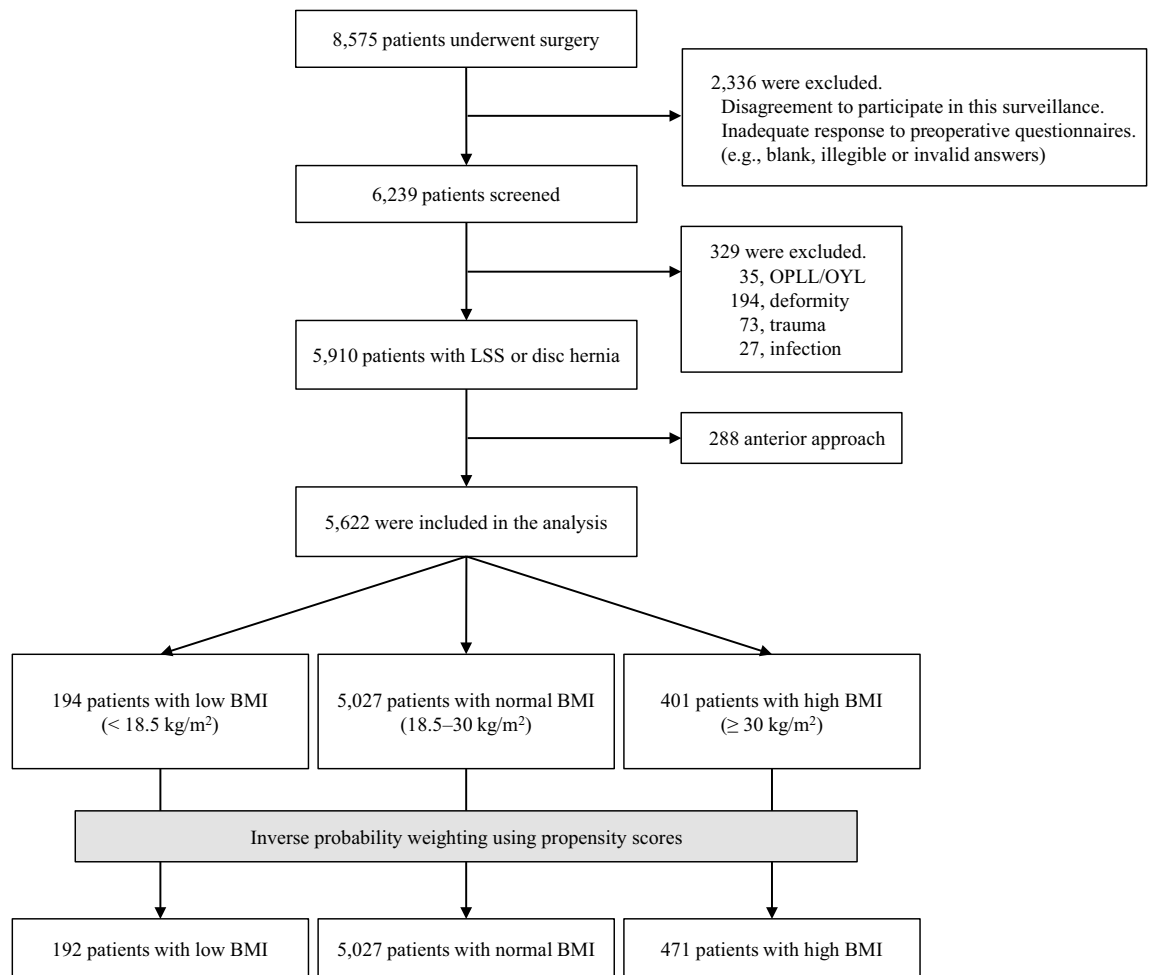 8,575 patients underwent surgery
2,336 were excluded.
Disagreement to participate in this surveillance.
Inadequate response to preoperative questionnaires.
(e.g., blank, illegible or invalid answers)
6,239 patients screened
329 were excluded.
35, OPLL/OYL
194, deformity
73, trauma
27, infection
5,910 patients with LSS or disc hernia
288 anterior approach
5,622 were included in the analysis
194 patients with low BMI
(< 18.5 kg/m²)
5,027 patients with normal BMI
(18.5–30 kg/m²)
401 patients with high BMI
(≥ 30 kg/m²)
Inverse probability weighting using propensity scores
192 patients with low BMI
5,027 patients with normal BMI
471 patients with high BMI